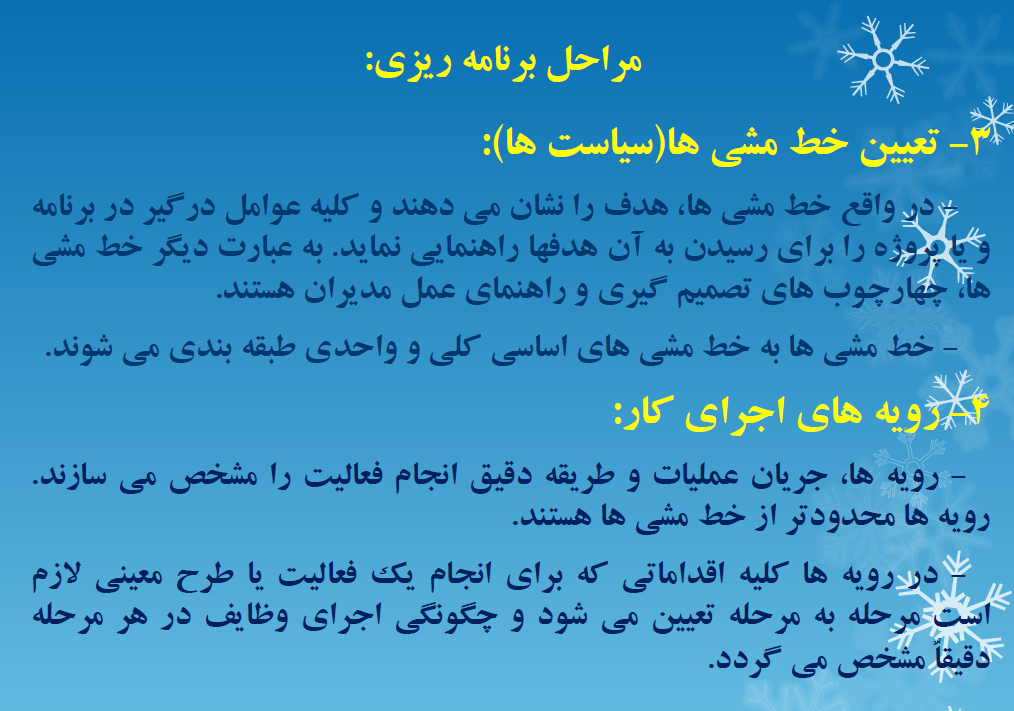 مراحل برنامه ریزی:
۳- تعیین خط مشی ها(سیاست ها):
- در واقع خط مشی ها، هدف را نشان می دهند و کلیه عوامل درگیر در برنامه
و یا پروژه را برای رسیدن به آن هدفها راهنمایی نماید. به عبارت دیگر خط مشی
ها، چهارچوب های تصمیم گیری و راهنمای عمل مدیران هستند.
- خط مشی ها به خط مشی های اساسی کلی و واحدی طبقه بندی می شوند.
۴- رویه های اجرای کار:
- رویه ها، جریان عملیات و طریقه دقیق انجام فعالیت را مشخص می سازند.
رویه ها محدودتر از خط مشی ها هستند.
- در رویه ها کلیه اقداماتی که برای انجام یک فعالیت یا طرح معینی لازم
است مرحله به مرحله تعیین می شود و چگونگی اجرای وظایف در هر مرحله
دقیقاٌ مشخص می گردد.